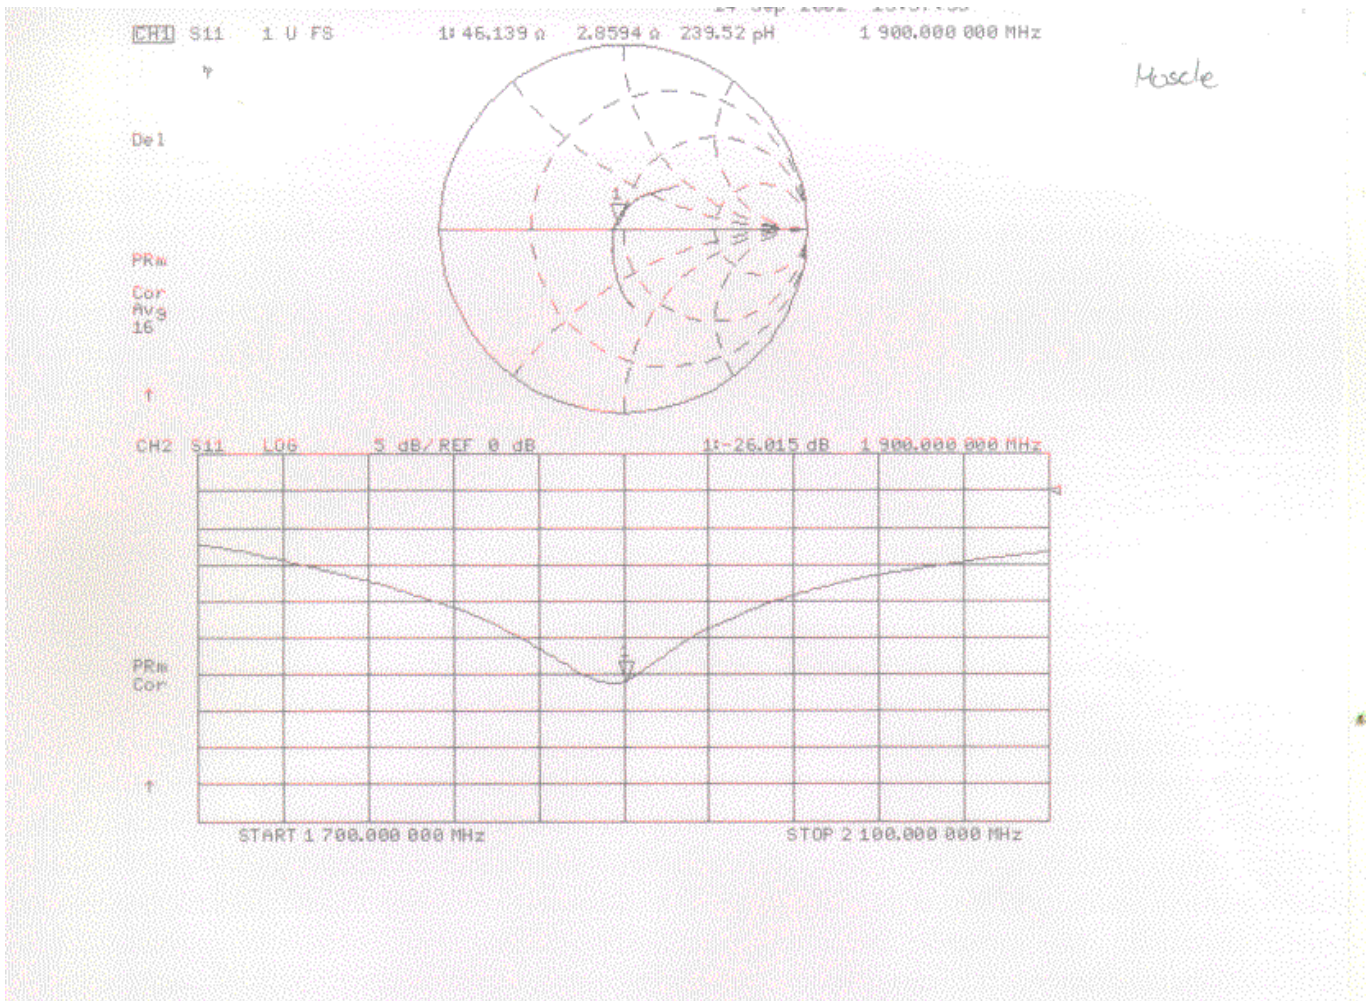 CH1 S11 1 U FS 1: 46.139 Ω 2.8594 Ω 239.52 pH 1 900.000 000 MHz
Muscle
Del
1
PRm
Cor
Avg
16
↑
CH2 S11 LOG 5 dB/ REF 0 dB 1:-26.015 dB 1 900.000 000 MHz
1
PRm
Cor
↑
START 1 700.000 000 MHz STOP 2 100.000 000 MHz